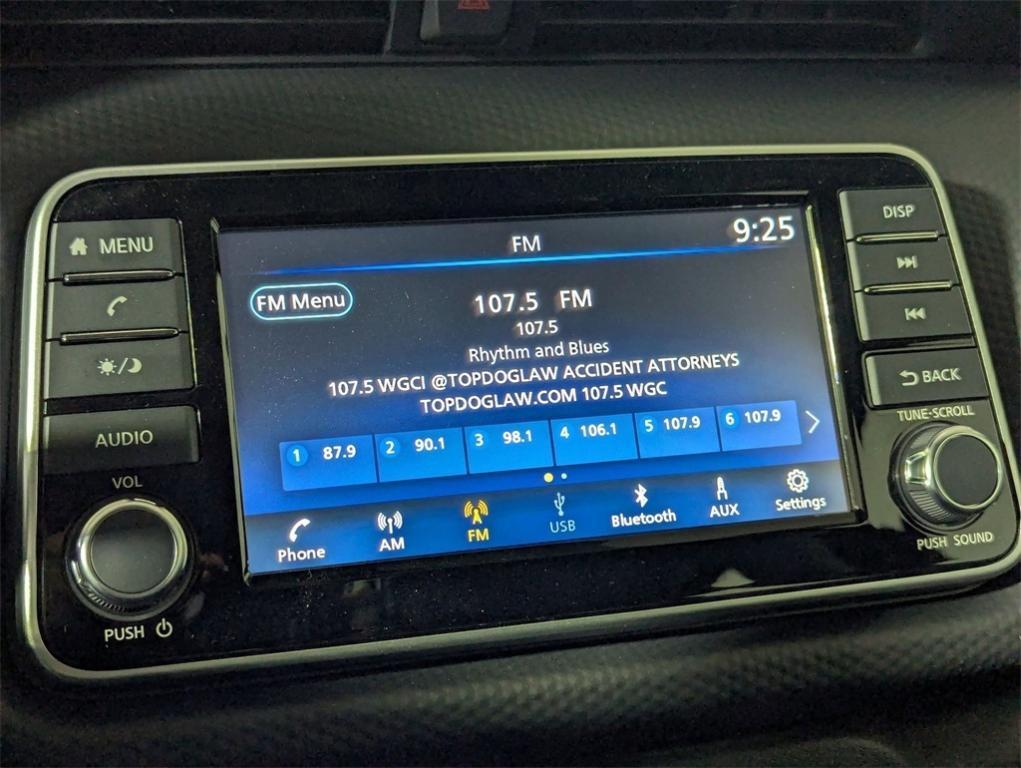 MENU
AUDIO
VOL
PUSH
FM
9:25
FM Menu
107.5 FM
107.5
Rhythm and Blues
107.5 WGCI @TOPDOGLAW ACCIDENT ATTORNEYS
TOPDOGLAW.COM 107.5 WGC
1 87.9 2 90.1 3 98.1 4 106.1 5 107.9 6 107.9
Phone AM FM USB Bluetooth AUX Settings
DISP
BACK
TUNE·SCROLL
PUSH SOUND